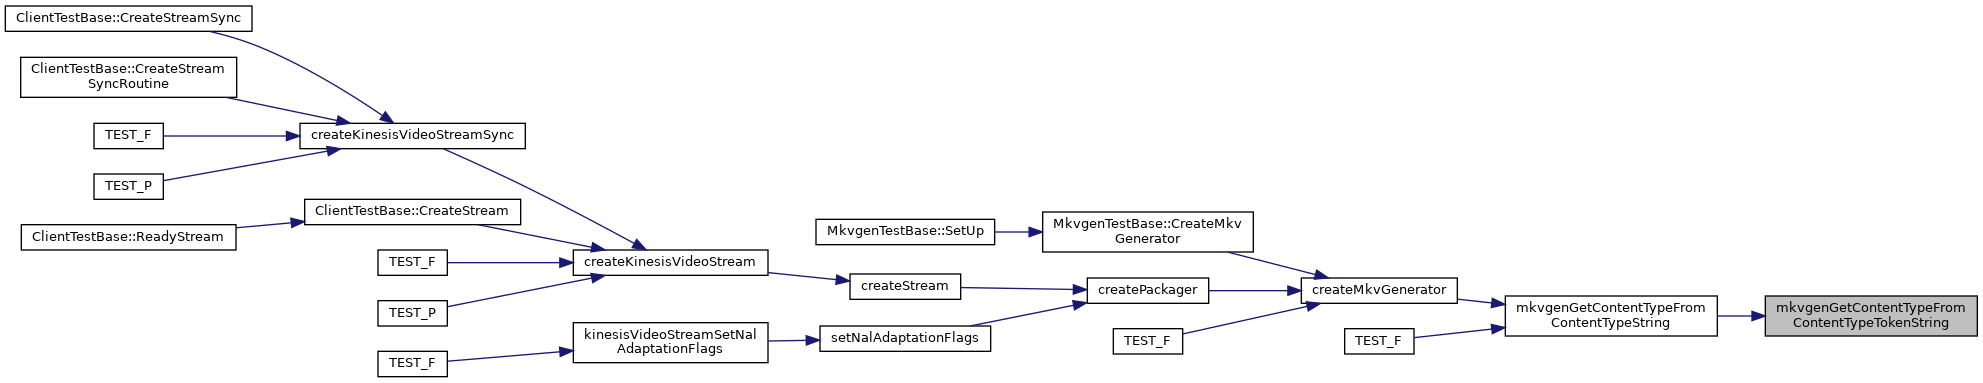 ClientTestBase::CreateStreamSync
ClientTestBase::CreateStream
SyncRoutine
TEST_F
createKinesisVideoStreamSync
TEST_P
ClientTestBase::CreateStream
ClientTestBase::ReadyStream
TEST_F
createKinesisVideoStream
TEST_P
kinesisVideoStreamSetNal
AdaptationFlags
TEST_F
MkvgenTestBase::SetUp
MkvgenTestBase::CreateMkv
Generator
createStream
createPackager
createMkvGenerator
setNalAdaptationFlags
TEST_F
TEST_F
mkvgenGetContentTypeFrom
ContentTypeString
mkvgenGetContentTypeFrom
ContentTypeTokenString